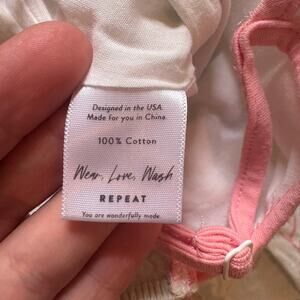 Designed in the USA.
Made for you in China.
100% Cotton
Wear, Love, Wash
REPEAT
You are wonderfully made.